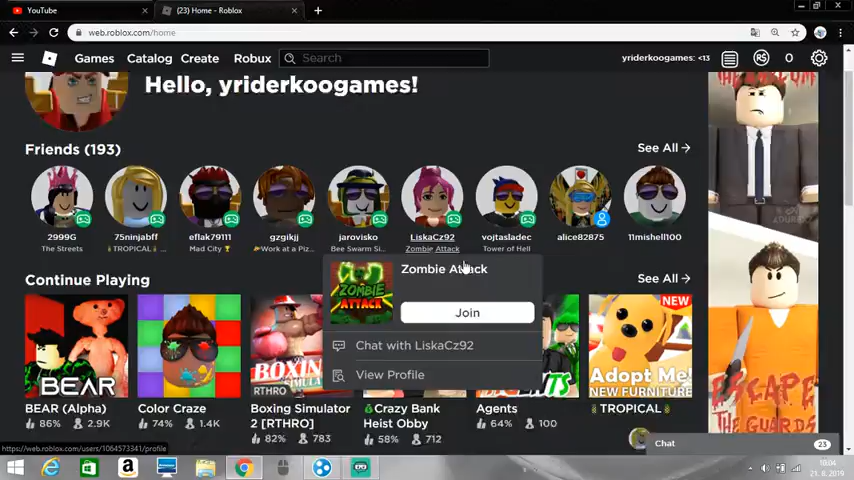 YouTube
(23) Home - Roblox
web.roblox.com/home
Games
Catalog
Create
Robux
Search
yriderkoogames: <13
0
Hello, yriderkoogames!
Friends (193)
See All →
2999G
75ninjabff
eflak79111
gzgikjj
jarovisko
LiskaCz92
vojtasladec
alice82875
11mishell100
The Streets
TROPICAL
Mad City
Work at a Piz...
Bee Swarm Si...
Zombie Attack
Tower of Hell
Continue Playing
See All →
Zombie Attack
Join
Chat with LiskaCz92
View Profile
ZOMBIE
ATTACK
BEAR
BOXING
RTHRO
NEW
Adopt Me!
NEW FURNITURE
TROPICAL
ESCAPE
THE GUARDS
BEAR (Alpha)
86%
2.9K
Color Craze
74%
1.4K
Boxing Simulator
2 [RTHRO)
82%
783
Crazy Bank
Heist Obby
58%
712
Agents
64%
100
Chat
23
https://web.roblox.com/users/1064573341/profile
10:04
21. 8. 2019